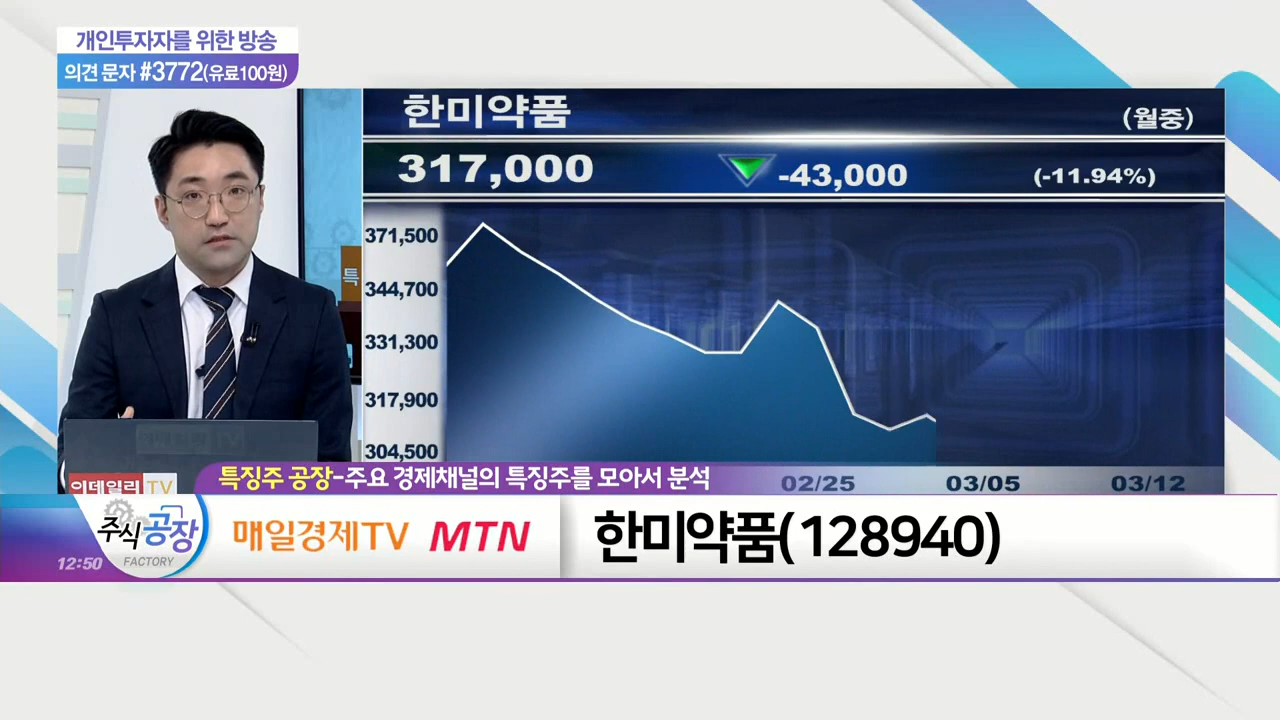 개인투자자를 위한 방송
의견 문자 #3772(유료100원)
한미약품
(월중)
317,000
-43,000
(-11.94%)
371,500
344,700
331,300
317,900
304,500
02/25
03/05
03/12
특
이데일리 TV
특징주 공장-주요 경제채널의 특징주를 모아서 분석
주식공장
FACTORY
12:50
매일경제TV
MTN
한미약품(128940)